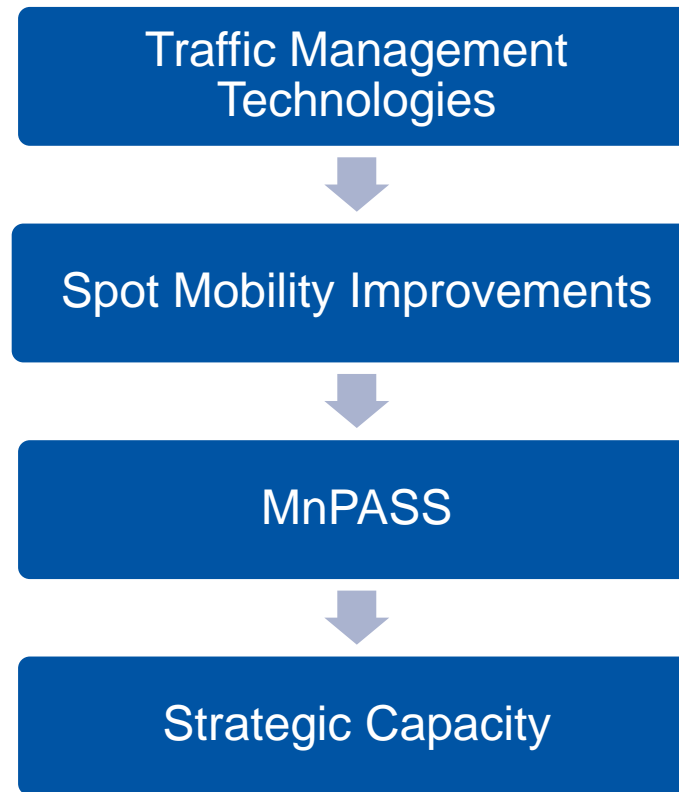 Traffic Management
Technologies
Spot Mobility Improvements
MnPASS
Strategic Capacity